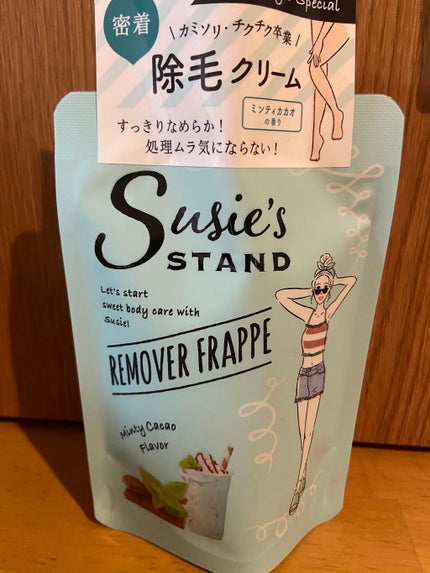 Special
密着
\カミソリ・チクチク卒業/
除毛クリーム
ミンティカカオ
の香り
すっきりなめらか!
処理ムラ気にならない!
Susie's
STAND
Let's start
sweet body care with
Susie!
REMOVER FRAPPE
Minty Cacao
Flavor